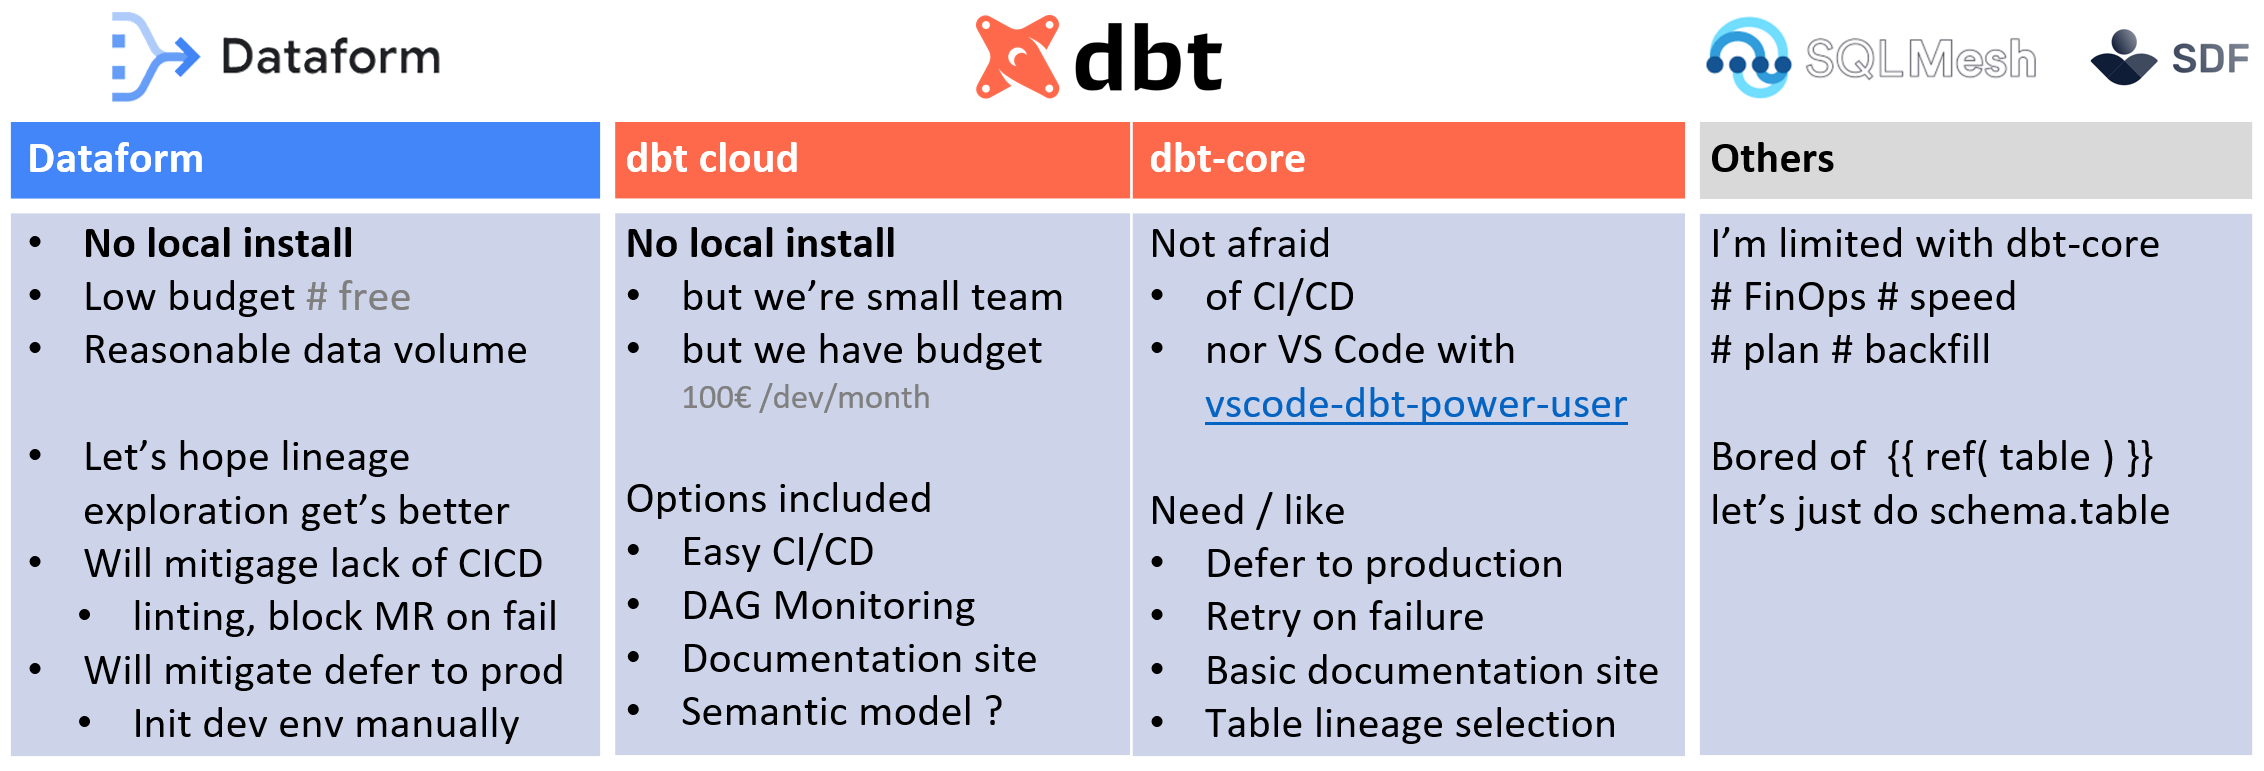 Dataform
dbt
SQLMesh
SDF
Dataform
• No local install
• Low budget # free
• Reasonable data volume
• Let’s hope lineage
exploration get’s better
• Will mitigage lack of CICD
• linting, block MR on fail
• Will mitigate defer to prod
• Init dev env manually
dbt cloud
No local install
• but we’re small team
• but we have budget
100€ /dev/month
Options included
• Easy CI/CD
• DAG Monitoring
• Documentation site
• Semantic model ?
dbt-core
Not afraid
• of CI/CD
• nor VS Code with
vscode-dbt-power-user
Need / like
• Defer to production
• Retry on failure
• Basic documentation site
• Table lineage selection
Others
I’m limited with dbt-core
# FinOps # speed
# plan # backfill
Bored of {{ ref( table ) }}
let’s just do schema.table